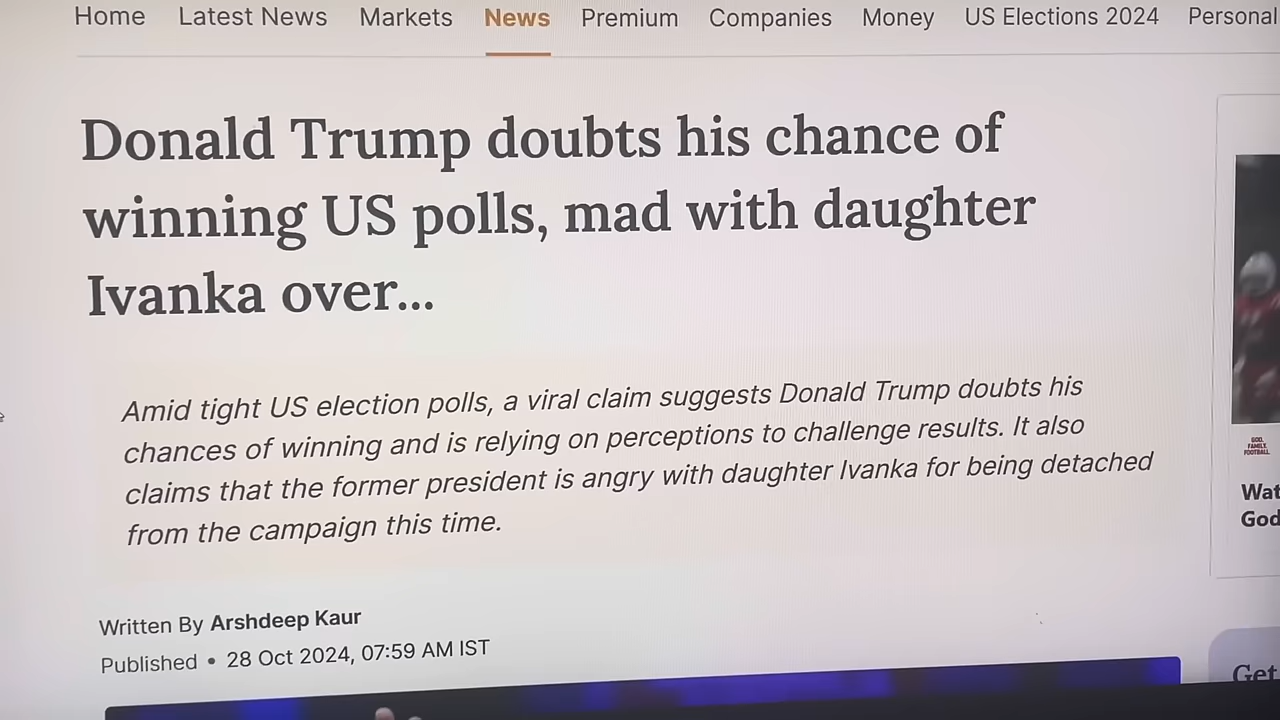 Home Latest News Markets News Premium Companies Money US Elections 2024 Personal
Donald Trump doubts his chance of
winning US polls, mad with daughter
Ivanka over...
Amid tight US election polls, a viral claim suggests Donald Trump doubts his
chances of winning and is relying on perceptions to challenge results. It also
claims that the former president is angry with daughter Ivanka for being detached
from the campaign this time.
Written By Arshdeep Kaur
Published • 28 Oct 2024, 07:59 AM IST
GOD.
FAMILY.
FOOTBALL.
Wat
God
Get